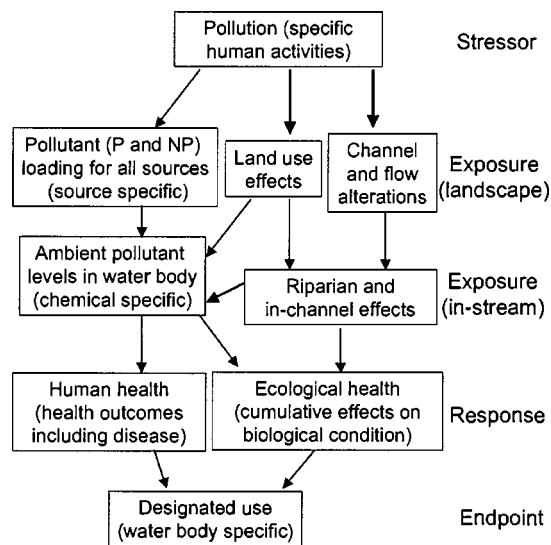 Pollution (specific
human activities)
Stressor
Pollutant (P and NP)
loading for all sources
(source specific)
Land use
effects
Channel
and flow
alterations
Exposure
(landscape)
Ambient pollutant
levels in water body
(chemical specific)
Riparian and
in-channel effects
Exposure
(in-stream)
Human health
(health outcomes
including disease)
Ecological health
(cumulative effects on
biological condition)
Response
Designated use
(water body specific)
Endpoint